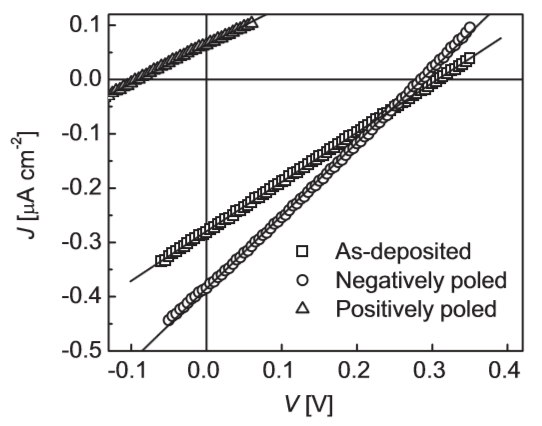 0.1
0.0
-0.1
-0.2
-0.3
-0.4
-0.5
J [µA cm⁻²]
As-deposited
Negatively poled
Positively poled
-0.1 0.0 0.1 0.2 0.3 0.4
V [V]